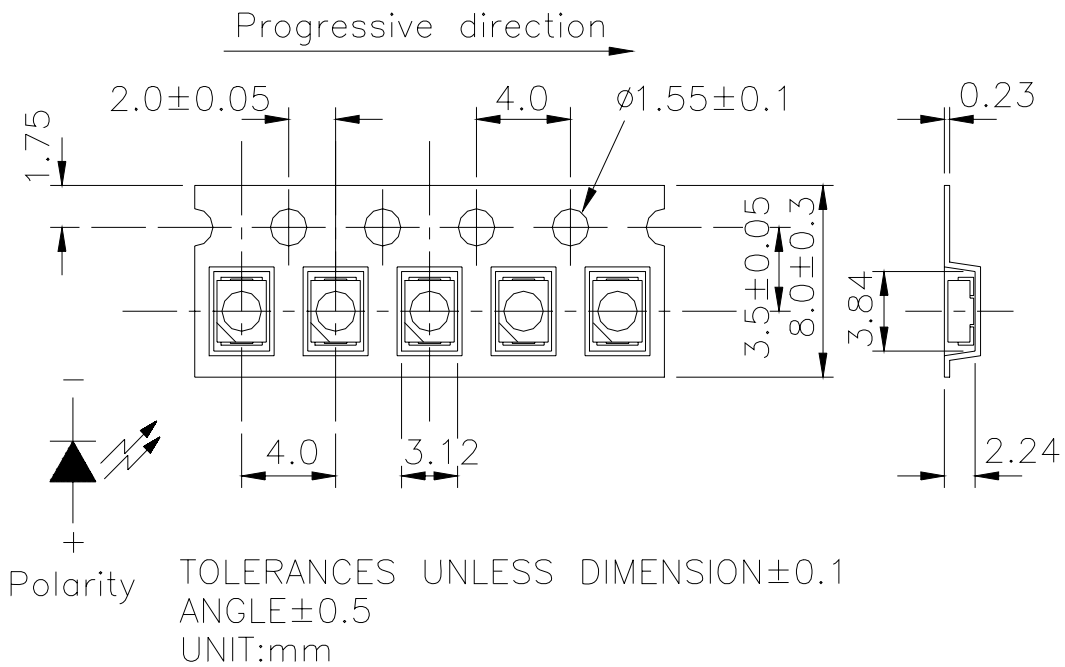 Progressive direction
2.0±0.05
4.0
ø1.55±0.1
0.23
1.75
3.5±0.05
8.0±0.3
3.84
4.0
3.12
2.24
−
+
Polarity
TOLERANCES UNLESS DIMENSION±0.1
ANGLE±0.5
UNIT:mm